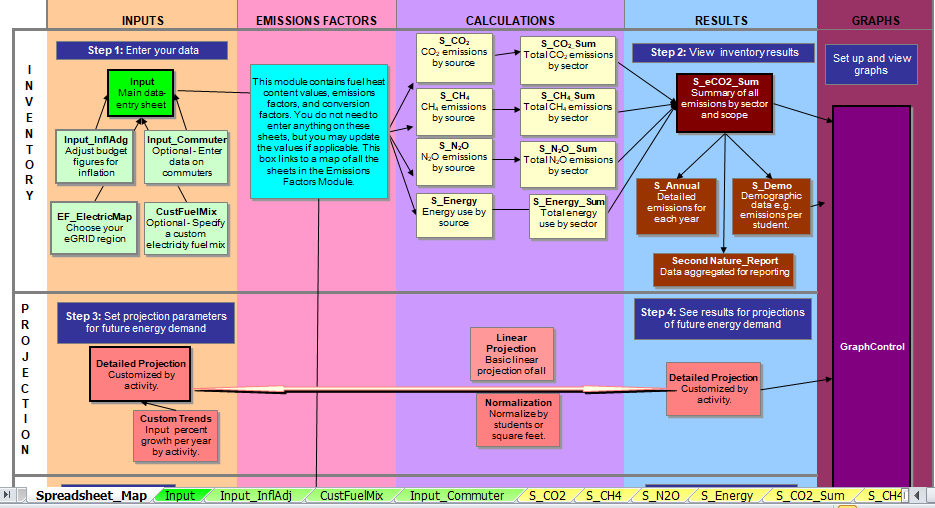 INPUTS
EMISSIONS FACTORS
CALCULATIONS
RESULTS
GRAPHS
INVENTORY
Step 1: Enter your data
Input
Main data-
entry sheet
Input_InflAdg
Adjust budget
figures for
inflation
Input_Commuter
Optional - Enter
data on
commuters
EF_ElectricMap
Choose your
eGRID region
CustFuelMix
Optional - Specify
a custom
electricity fuel mix
This module contains fuel heat
content values, emissions
factors, and conversion
factors. You do not need to
enter anything on these
sheets, but you may update
the values if applicable. This
box links to a map of all the
sheets in the Emissions
Factors Module.
S_CO₂
CO₂ emissions
by source
S_CO₂_Sum
Total CO₂ emissions
by sector
S_CH₄
CH₄ emissions
by source
S_CH₄_Sum
Total CH₄ emissions
by sector
S_N₂O
N₂O emissions
by source
S_N₂O_Sum
Total N₂O emissions
by sector
S_Energy
Energy use by
source
S_Energy_Sum
Total energy
use by sector
Step 2: View inventory results
S_eCO2_Sum
Summary of all
emissions by sector
and scope
S_Annual
Detailed
emissions for
each year
S_Demo
Demographic
data e.g.
emissions per
student.
Second Nature_Report
Data aggregated for reporting
Set up and view
graphs
GraphControl
PROJECTION
Step 3: Set projection parameters
for future energy demand
Detailed Projection
Customized by
activity.
Custom Trends
Input percent
growth per year
by activity.
Linear
Projection
Basic linear
projection of all
Normalization
Normalize by
students or
square feet.
Step 4: See results for projections
of future energy demand
Detailed Projection
Customized by
activity.
Spreadsheet_Map Input Input_InflAdj CustFuelMix Input_Commuter S_CO2 S_CH4 S_N2O S_Energy S_CO2_Sum S_CH4